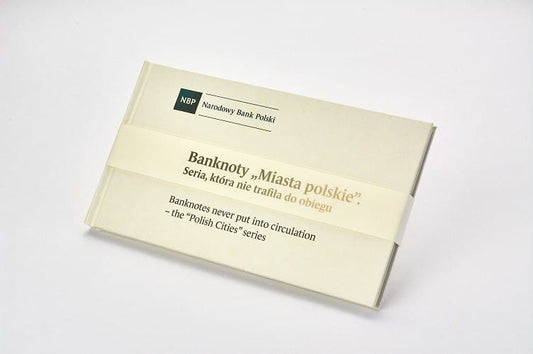 NBP
Narodowy Bank Polski
Banknoty „Miasta polskie”.
Seria, która nie trafiła do obiegu
Banknotes never put into circulation
– the “Polish Cities” series